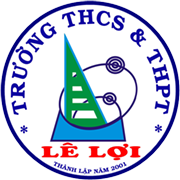 * TRƯỜNG THCS & THPT *
LÊ LỢI
THÀNH LẬP NĂM 2001